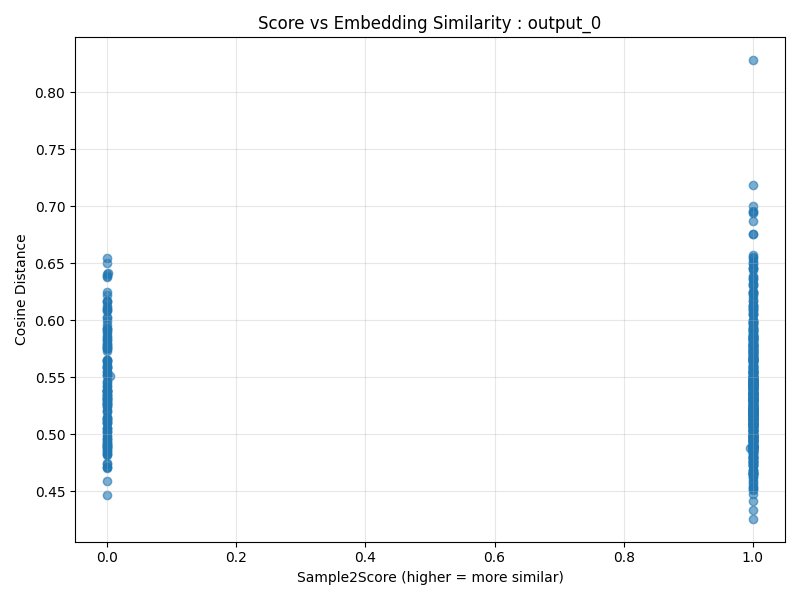 Score vs Embedding Similarity : output_0
0.80
0.75
0.70
0.65
0.60
0.55
0.50
0.45
Cosine Distance
0.0 0.2 0.4 0.6 0.8 1.0
Sample2Score (higher = more similar)